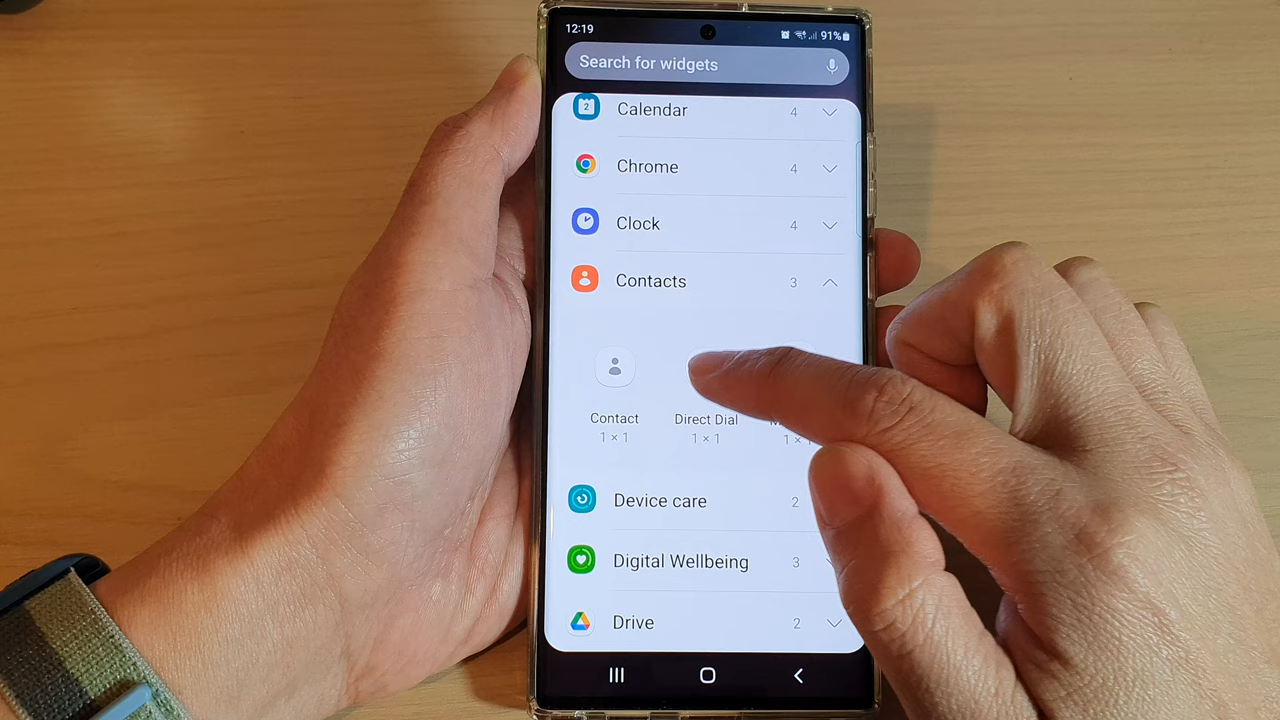 12:19
91%
Search for widgets
2
Calendar
4
Chrome
4
Clock
4
Contacts
3
Contact
Direct Dial
1 × 1
1 × 1
1 ×
Device care
2
Digital Wellbeing
3
Drive
2